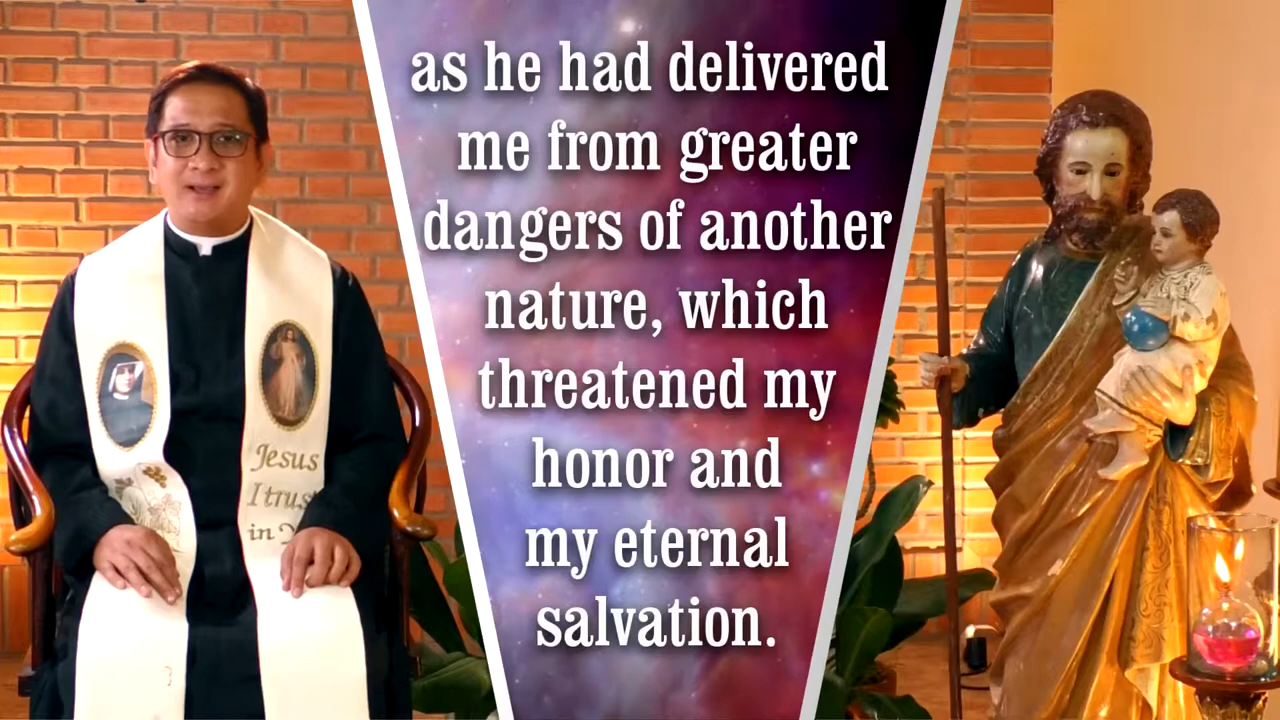 as he had delivered
me from greater
dangers of another
nature, which
threatened my
honor and
my eternal
salvation.
Jesus
I trus
in Y